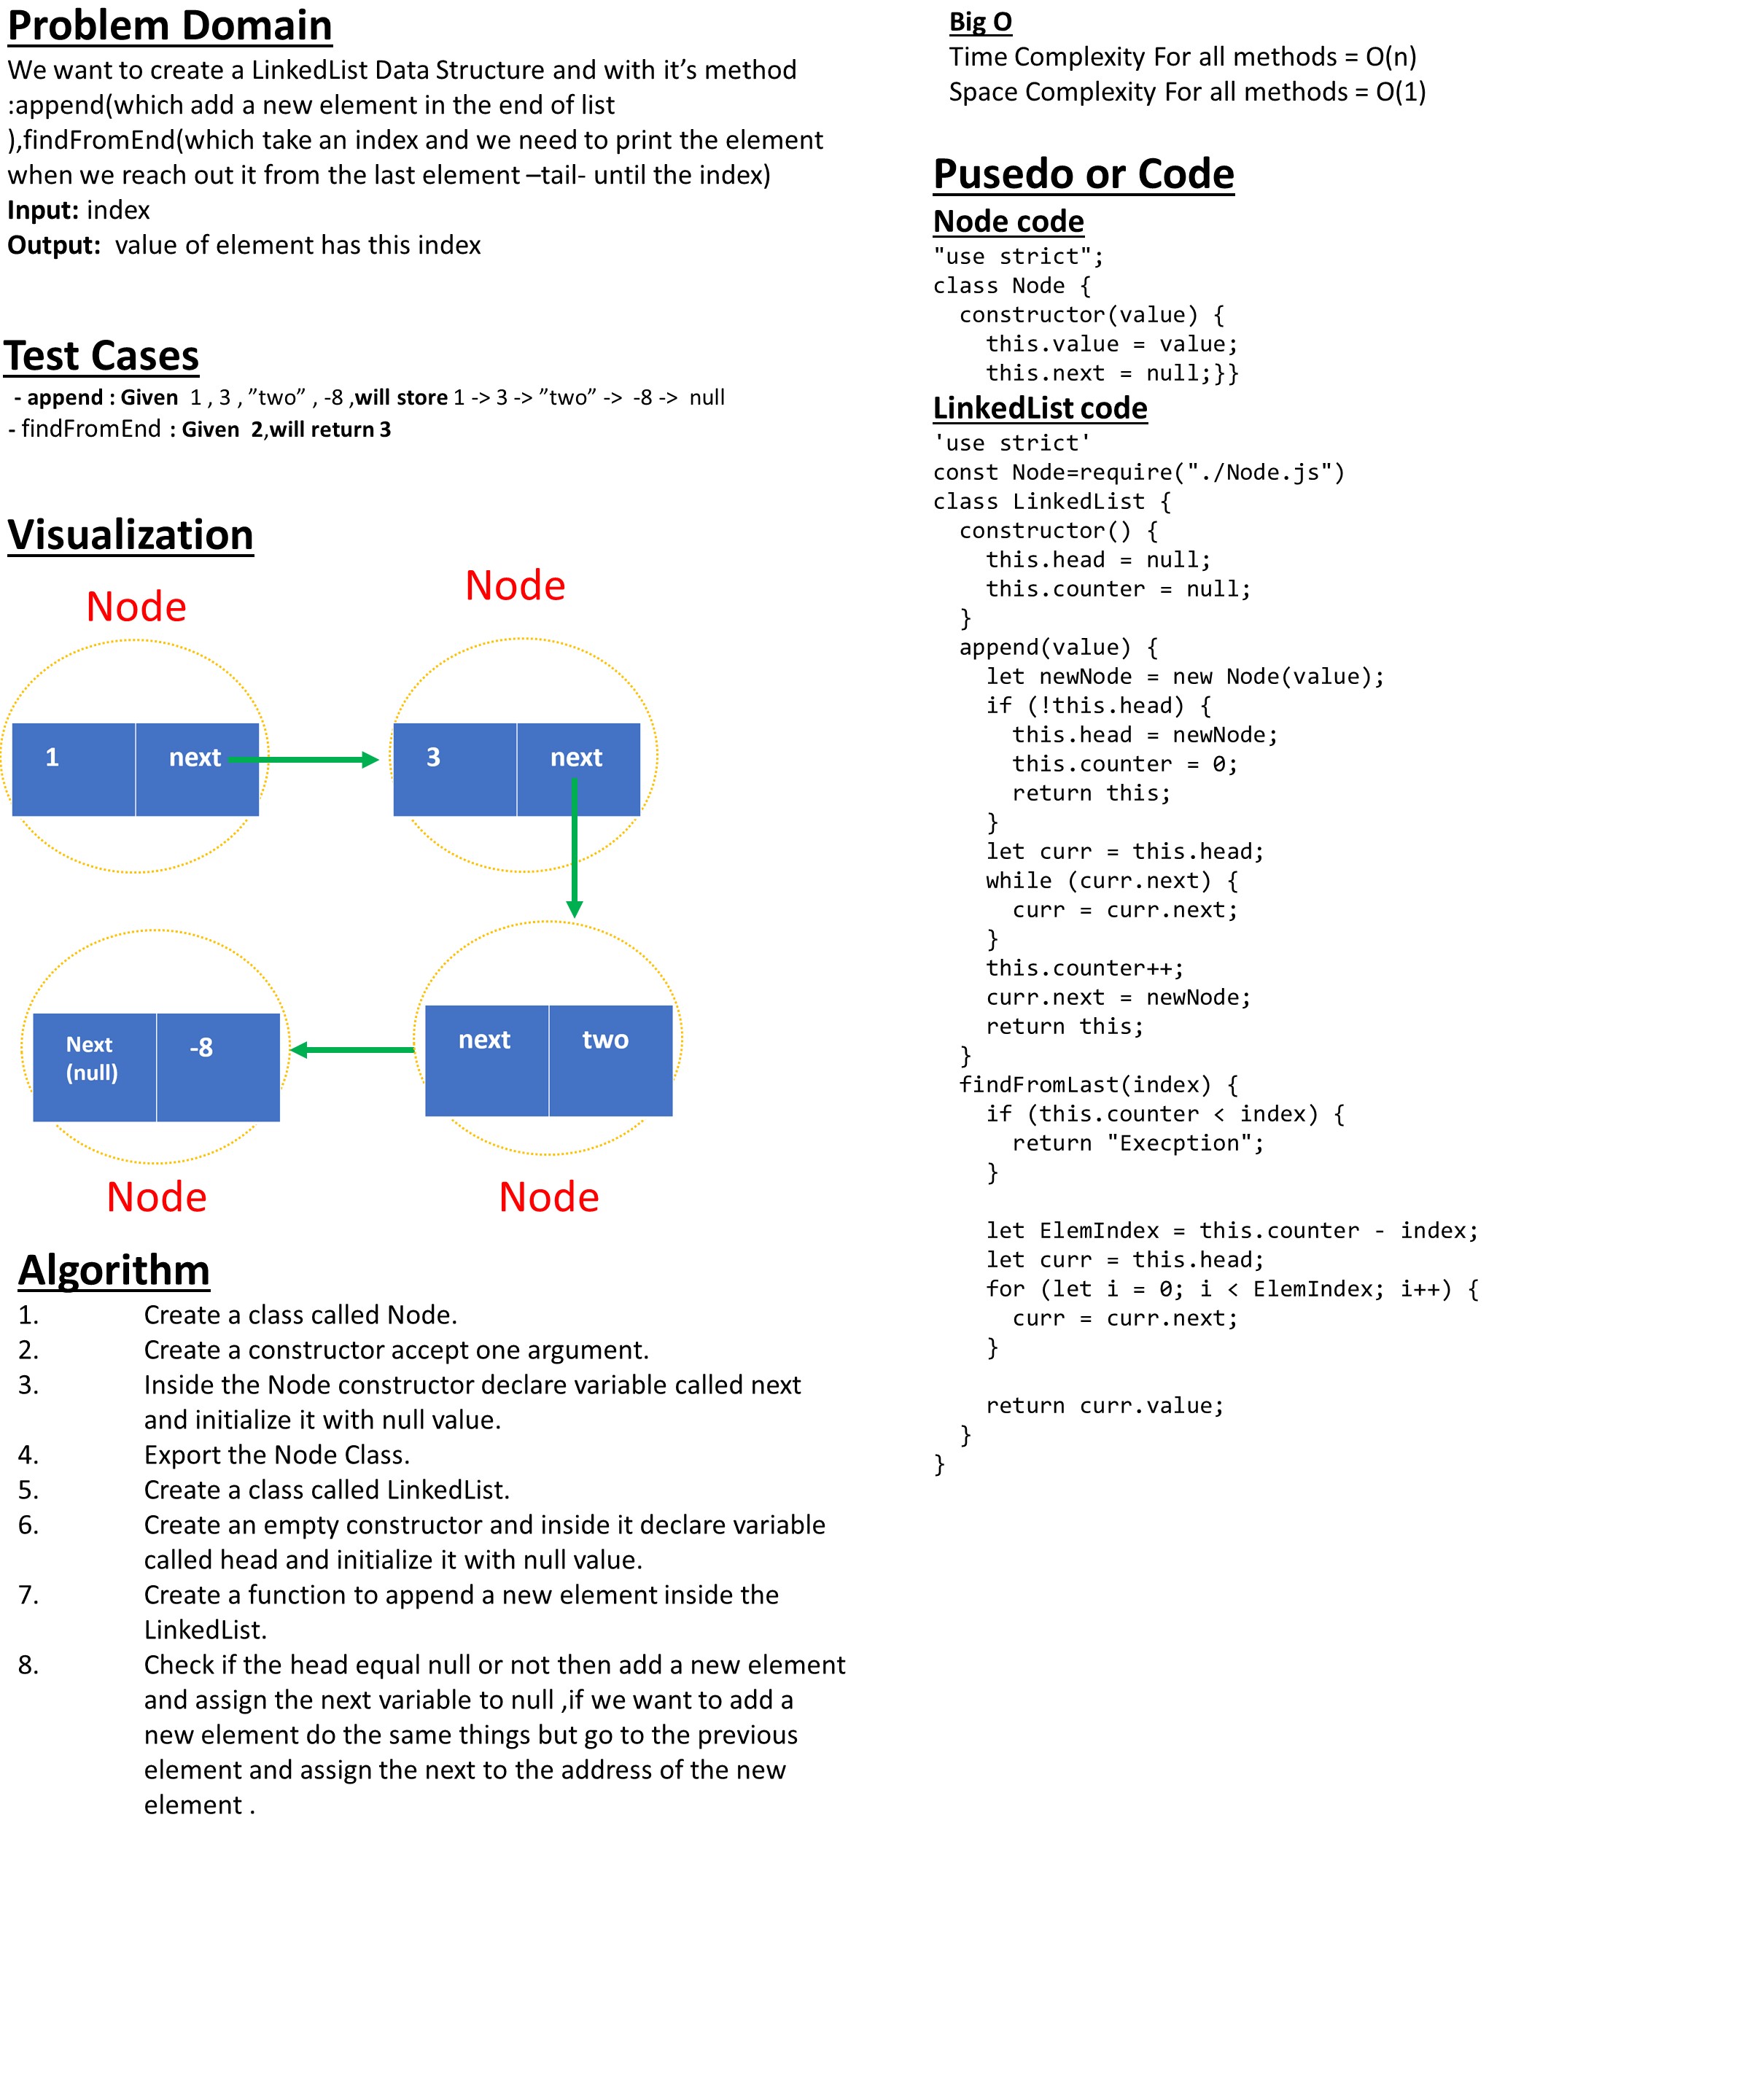 Problem Domain
We want to create a LinkedList Data Structure and with it’s method
:append(which add a new element in the end of list
),findFromEnd(which take an index and we need to print the element
when we reach out it from the last element –tail- until the index)
Input: index
Output:  value of element has this index
Test Cases
- append : Given  1 , 3 , ”two” , -8 ,will store 1 -> 3 -> ”two” ->  -8 ->  null
- findFromEnd : Given  2,will return 3
Visualization
Node
Node
1
next
3
next
Next
(null)
-8
next
two
Node
Node
Algorithm
1. Create a class called Node.
2. Create a constructor accept one argument.
3. Inside the Node constructor declare variable called next
and initialize it with null value.
4. Export the Node Class.
5. Create a class called LinkedList.
6. Create an empty constructor and inside it declare variable
called head and initialize it with null value.
7. Create a function to append a new element inside the
LinkedList.
8. Check if the head equal null or not then add a new element
and assign the next variable to null ,if we want to add a
new element do the same things but go to the previous
element and assign the next to the address of the new
element .
Big O
Time Complexity For all methods = O(n)
Space Complexity For all methods = O(1)
Pusedo or Code
Node code
"use strict";
class Node {
  constructor(value) {
    this.value = value;
    this.next = null;}}
LinkedList code
'use strict'
const Node=require("./Node.js")
class LinkedList {
  constructor() {
    this.head = null;
    this.counter = null;
  }
  append(value) {
    let newNode = new Node(value);
    if (!this.head) {
      this.head = newNode;
      this.counter = 0;
      return this;
    }
    let curr = this.head;
    while (curr.next) {
      curr = curr.next;
    }
    this.counter++;
    curr.next = newNode;
    return this;
  }
  findFromLast(index) {
    if (this.counter < index) {
      return "Execption";
    }
    let ElemIndex = this.counter - index;
    let curr = this.head;
    for (let i = 0; i < ElemIndex; i++) {
      curr = curr.next;
    }
    return curr.value;
  }
}